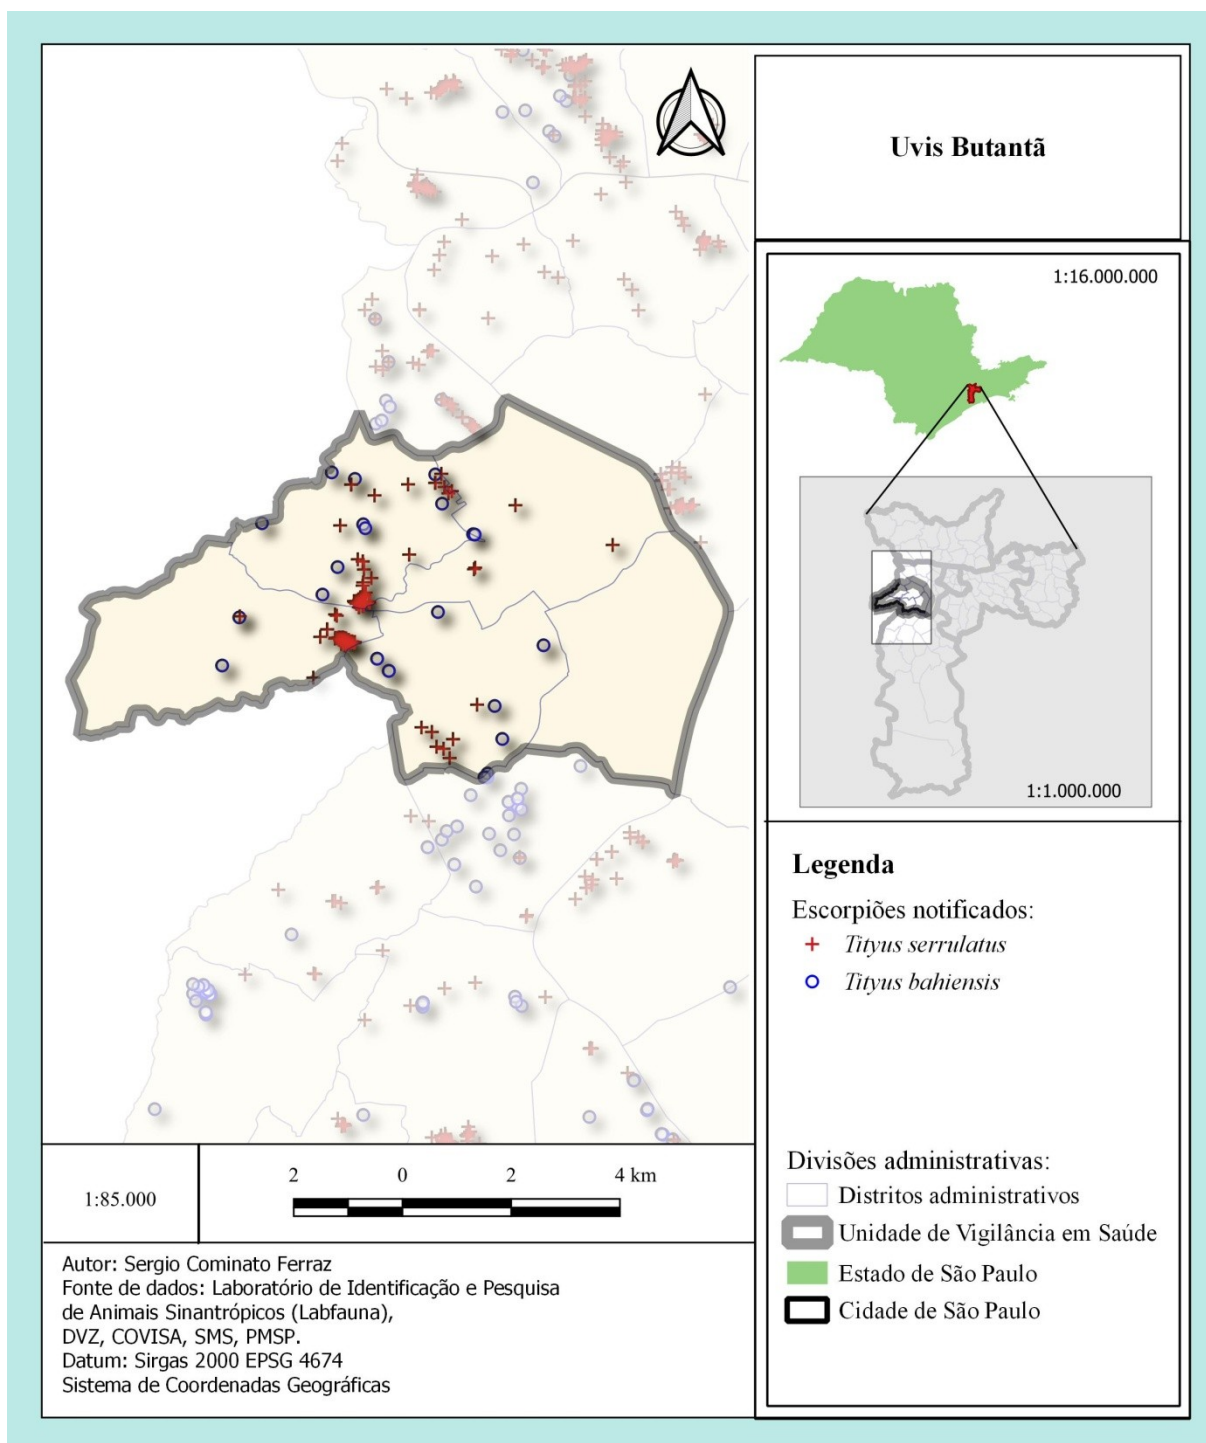 Uvis Butantã
1:16.000.000
1:1.000.000
Legenda
Escorpiões notificados:
Tityus serrulatus
Tityus bahiensis
Divisões administrativas:
Distritos administrativos
Unidade de Vigilância em Saúde
Estado de São Paulo
Cidade de São Paulo
1:85.000
2 0 2 4 km
Autor: Sergio Cominato Ferraz
Fonte de dados: Laboratório de Identificação e Pesquisa
de Animais Sinantrópicos (Labfauna),
DVZ, COVISA, SMS, PMSP.
Datum: Sirgas 2000 EPSG 4674
Sistema de Coordenadas Geográficas